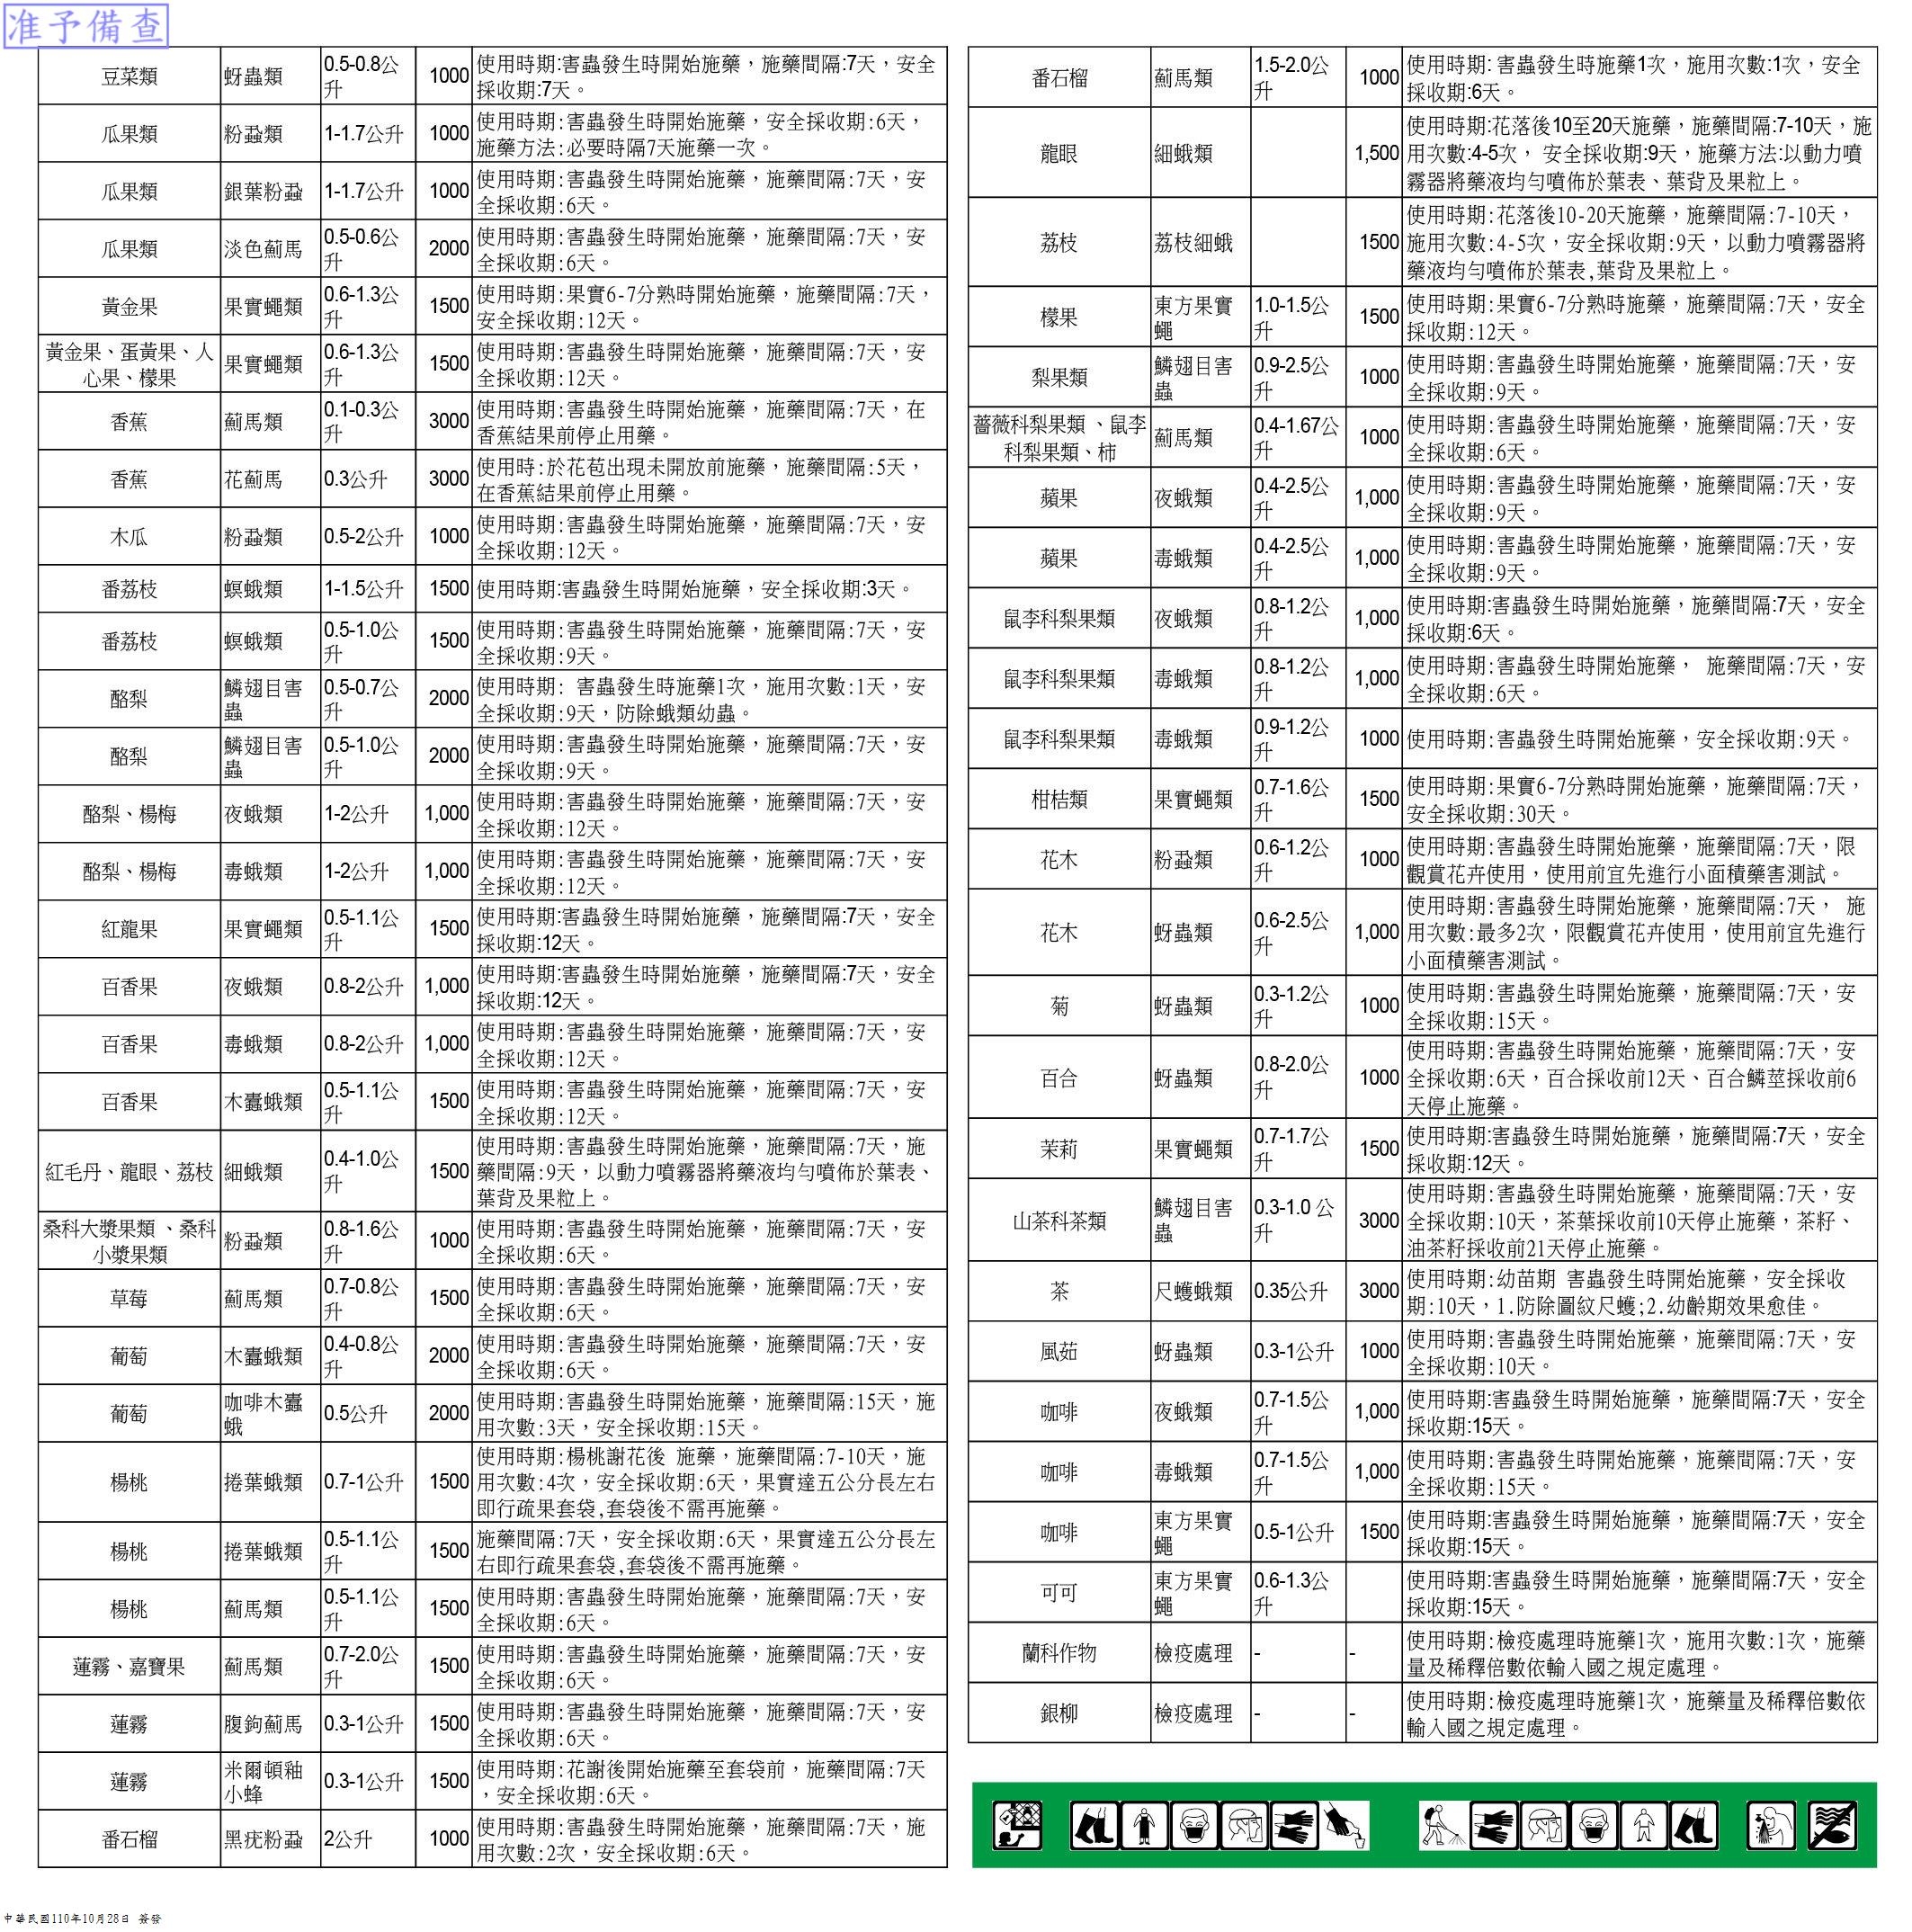 准予備查
豆菜類 蚜蟲類 0.5-0.8公升 1000 使用時期:害蟲發生時開始施藥，施藥間隔:7天，安全採收期:7天。
瓜果類 粉蝨類 1-1.7公升 1000 使用時期:害蟲發生時開始施藥，安全採收期:6天，施藥方法:必要時隔7天施藥一次。
瓜果類 銀葉粉蝨 1-1.7公升 1000 使用時期:害蟲發生時開始施藥，施藥間隔:7天，安全採收期:6天。
瓜果類 淡色薊馬 0.5-0.6公升 2000 使用時期:害蟲發生時開始施藥，施藥間隔:7天，安全採收期:6天。
黃金果 果實蠅類 0.6-1.3公升 1500 使用時期:果實6-7分熟時開始施藥，施藥間隔:7天，安全採收期:12天。
黃金果、蛋黃果、人心果、檬果 果實蠅類 0.6-1.3公升 1500 使用時期:害蟲發生時開始施藥，施藥間隔:7天，安全採收期:12天。
香蕉 薊馬類 0.1-0.3公升 3000 使用時期:害蟲發生時開始施藥，施藥間隔:7天，在香蕉結果前停止用藥。
香蕉 花薊馬 0.3公升 3000 使用時:於花苞出現未開放前施藥，施藥間隔:5天，在香蕉結果前停止用藥。
木瓜 粉蝨類 0.5-2公升 1000 使用時期:害蟲發生時開始施藥，施藥間隔:7天，安全採收期:12天。
番荔枝 螟蛾類 1-1.5公升 1500 使用時期:害蟲發生時開始施藥，安全採收期:3天。
番荔枝 螟蛾類 0.5-1.0公升 1500 使用時期:害蟲發生時開始施藥，施藥間隔:7天，安全採收期:9天。
酪梨 鱗翅目害蟲 0.5-0.7公升 2000 使用時期: 害蟲發生時施藥1次，施用次數:1天，安全採收期:9天，防除蛾類幼蟲。
酪梨 鱗翅目害蟲 0.5-1.0公升 2000 使用時期:害蟲發生時開始施藥，施藥間隔:7天，安全採收期:9天。
酪梨、楊梅 夜蛾類 1-2公升 1,000 使用時期:害蟲發生時開始施藥，施藥間隔:7天，安全採收期:12天。
酪梨、楊梅 毒蛾類 1-2公升 1,000 使用時期:害蟲發生時開始施藥，施藥間隔:7天，安全採收期:12天。
紅龍果 果實蠅類 0.5-1.1公升 1500 使用時期:害蟲發生時開始施藥，施藥間隔:7天，安全採收期:12天。
百香果 夜蛾類 0.8-2公升 1,000 使用時期:害蟲發生時開始施藥，施藥間隔:7天，安全採收期:12天。
百香果 毒蛾類 0.8-2公升 1,000 使用時期:害蟲發生時開始施藥，施藥間隔:7天，安全採收期:12天。
百香果 木蠹蛾類 0.5-1.1公升 1500 使用時期:害蟲發生時開始施藥，施藥間隔:7天，安全採收期:12天。
紅毛丹、龍眼、荔枝 細蛾類 0.4-1.0公升 1500 使用時期:害蟲發生時開始施藥，施藥間隔:7天，施藥間隔:9天，以動力噴霧器將藥液均勻噴佈於葉表、葉背及果粒上。
桑科大漿果類 、桑科小漿果類 粉蝨類 0.8-1.6公升 1000 使用時期:害蟲發生時開始施藥，施藥間隔:7天，安全採收期:6天。
草莓 薊馬類 0.7-0.8公升 1500 使用時期:害蟲發生時開始施藥，施藥間隔:7天，安全採收期:6天。
葡萄 木蠹蛾類 0.4-0.8公升 2000 使用時期:害蟲發生時開始施藥，施藥間隔:7天，安全採收期:6天。
葡萄 咖啡木蠹蛾 0.5公升 2000 使用時期:害蟲發生時開始施藥，施藥間隔:15天，施用次數:3天，安全採收期:15天。
楊桃 捲葉蛾類 0.7-1公升 1500 使用時期:楊桃謝花後 施藥，施藥間隔:7-10天，施用次數:4次，安全採收期:6天，果實達五公分長左右即行疏果套袋,套袋後不需再施藥。
楊桃 捲葉蛾類 0.5-1.1公升 1500 施藥間隔:7天，安全採收期:6天，果實達五公分長左右即行疏果套袋,套袋後不需再施藥。
楊桃 薊馬類 0.5-1.1公升 1500 使用時期:害蟲發生時開始施藥，施藥間隔:7天，安全採收期:6天。
蓮霧、嘉寶果 薊馬類 0.7-2.0公升 1500 使用時期:害蟲發生時開始施藥，施藥間隔:7天，安全採收期:6天。
蓮霧 腹鉤薊馬 0.3-1公升 1500 使用時期:害蟲發生時開始施藥，施藥間隔:7天，安全採收期:6天。
蓮霧 米爾頓釉小蜂 0.3-1公升 1500 使用時期:花謝後開始施藥至套袋前，施藥間隔:7天，安全採收期:6天。
番石榴 黑疣粉蝨 2公升 1000 使用時期:害蟲發生時開始施藥，施藥間隔:7天，施用次數:2次，安全採收期:6天。
番石榴 薊馬類 1.5-2.0公升 1000 使用時期: 害蟲發生時施藥1次，施用次數:1次，安全採收期:6天。
龍眼 細蛾類 1,500 使用時期:花落後10至20天施藥，施藥間隔:7-10天，施用次數:4-5次， 安全採收期:9天，施藥方法:以動力噴霧器將藥液均勻噴佈於葉表、葉背及果粒上。
荔枝 荔枝細蛾 1500 使用時期:花落後10-20天施藥，施藥間隔:7-10天，施用次數:4-5次，安全採收期:9天，以動力噴霧器將藥液均勻噴佈於葉表,葉背及果粒上。
檬果 東方果實蠅 1.0-1.5公升 1500 使用時期:果實6-7分熟時施藥，施藥間隔:7天，安全採收期:12天。
梨果類 鱗翅目害蟲 0.9-2.5公升 1000 使用時期:害蟲發生時開始施藥，施藥間隔:7天，安全採收期:9天。
薔薇科梨果類 、鼠李科梨果類、柿 薊馬類 0.4-1.67公升 1000 使用時期:害蟲發生時開始施藥，施藥間隔:7天，安全採收期:6天。
蘋果 夜蛾類 0.4-2.5公升 1,000 使用時期:害蟲發生時開始施藥，施藥間隔:7天，安全採收期:9天。
蘋果 毒蛾類 0.4-2.5公升 1,000 使用時期:害蟲發生時開始施藥，施藥間隔:7天，安全採收期:9天。
鼠李科梨果類 夜蛾類 0.8-1.2公升 1,000 使用時期:害蟲發生時開始施藥，施藥間隔:7天，安全採收期:6天。
鼠李科梨果類 毒蛾類 0.8-1.2公升 1,000 使用時期:害蟲發生時開始施藥， 施藥間隔:7天，安全採收期:6天。
鼠李科梨果類 毒蛾類 0.9-1.2公升 1000 使用時期:害蟲發生時開始施藥，安全採收期:9天。
柑桔類 果實蠅類 0.7-1.6公升 1500 使用時期:果實6-7分熟時開始施藥，施藥間隔:7天，安全採收期:30天。
花木 粉蝨類 0.6-1.2公升 1000 使用時期:害蟲發生時開始施藥，施藥間隔:7天，限觀賞花卉使用，使用前宜先進行小面積藥害測試。
花木 蚜蟲類 0.6-2.5公升 1,000 使用時期:害蟲發生時開始施藥，施藥間隔:7天， 施用次數:最多2次，限觀賞花卉使用，使用前宜先進行小面積藥害測試。
菊 蚜蟲類 0.3-1.2公升 1000 使用時期:害蟲發生時開始施藥，施藥間隔:7天，安全採收期:15天。
百合 蚜蟲類 0.8-2.0公升 1000 使用時期:害蟲發生時開始施藥，施藥間隔:7天，安全採收期:6天，百合採收前12天、百合鱗莖採收前6天停止施藥。
茉莉 果實蠅類 0.7-1.7公升 1500 使用時期:害蟲發生時開始施藥，施藥間隔:7天，安全採收期:12天。
山茶科茶類 鱗翅目害蟲 0.3-1.0 公升 3000 使用時期:害蟲發生時開始施藥，施藥間隔:7天，安全採收期:10天，茶葉採收前10天停止施藥，茶籽、油茶籽採收前21天停止施藥。
茶 尺蠖蛾類 0.35公升 3000 使用時期:幼苗期 害蟲發生時開始施藥，安全採收期:10天，1.防除圖紋尺蠖;2.幼齡期效果愈佳。
風茹 蚜蟲類 0.3-1公升 1000 使用時期:害蟲發生時開始施藥，施藥間隔:7天，安全採收期:10天。
咖啡 夜蛾類 0.7-1.5公升 1,000 使用時期:害蟲發生時開始施藥，施藥間隔:7天，安全採收期:15天。
咖啡 毒蛾類 0.7-1.5公升 1,000 使用時期:害蟲發生時開始施藥，施藥間隔:7天，安全採收期:15天。
咖啡 東方果實蠅 0.5-1公升 1500 使用時期:害蟲發生時開始施藥，施藥間隔:7天，安全採收期:15天。
可可 東方果實蠅 0.6-1.3公升 使用時期:害蟲發生時開始施藥，施藥間隔:7天，安全採收期:15天。
蘭科作物 檢疫處理 - - 使用時期:檢疫處理時施藥1次，施用次數:1次，施藥量及稀釋倍數依輸入國之規定處理。
銀柳 檢疫處理 - - 使用時期:檢疫處理時施藥1次，施藥量及稀釋倍數依輸入國之規定處理。
中華民國110年10月28日 簽發